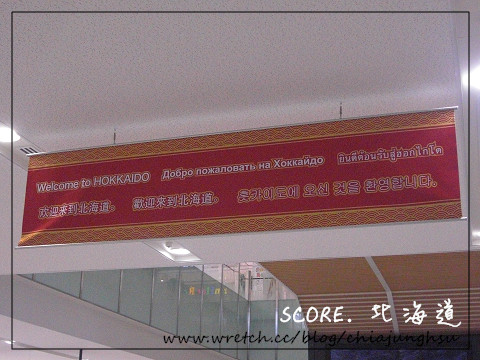 Welcome to HOKKAIDO Добро пожаловать на Хоккайдо ยินดีต้อนรับสู่ฮอกไกโด
欢迎来到北海道。 歡迎來到北海道。 홋카이도에 오신 것을 환영합니다.
SCORE. 北海道
www.wretch.cc/blog/chiajunghsu